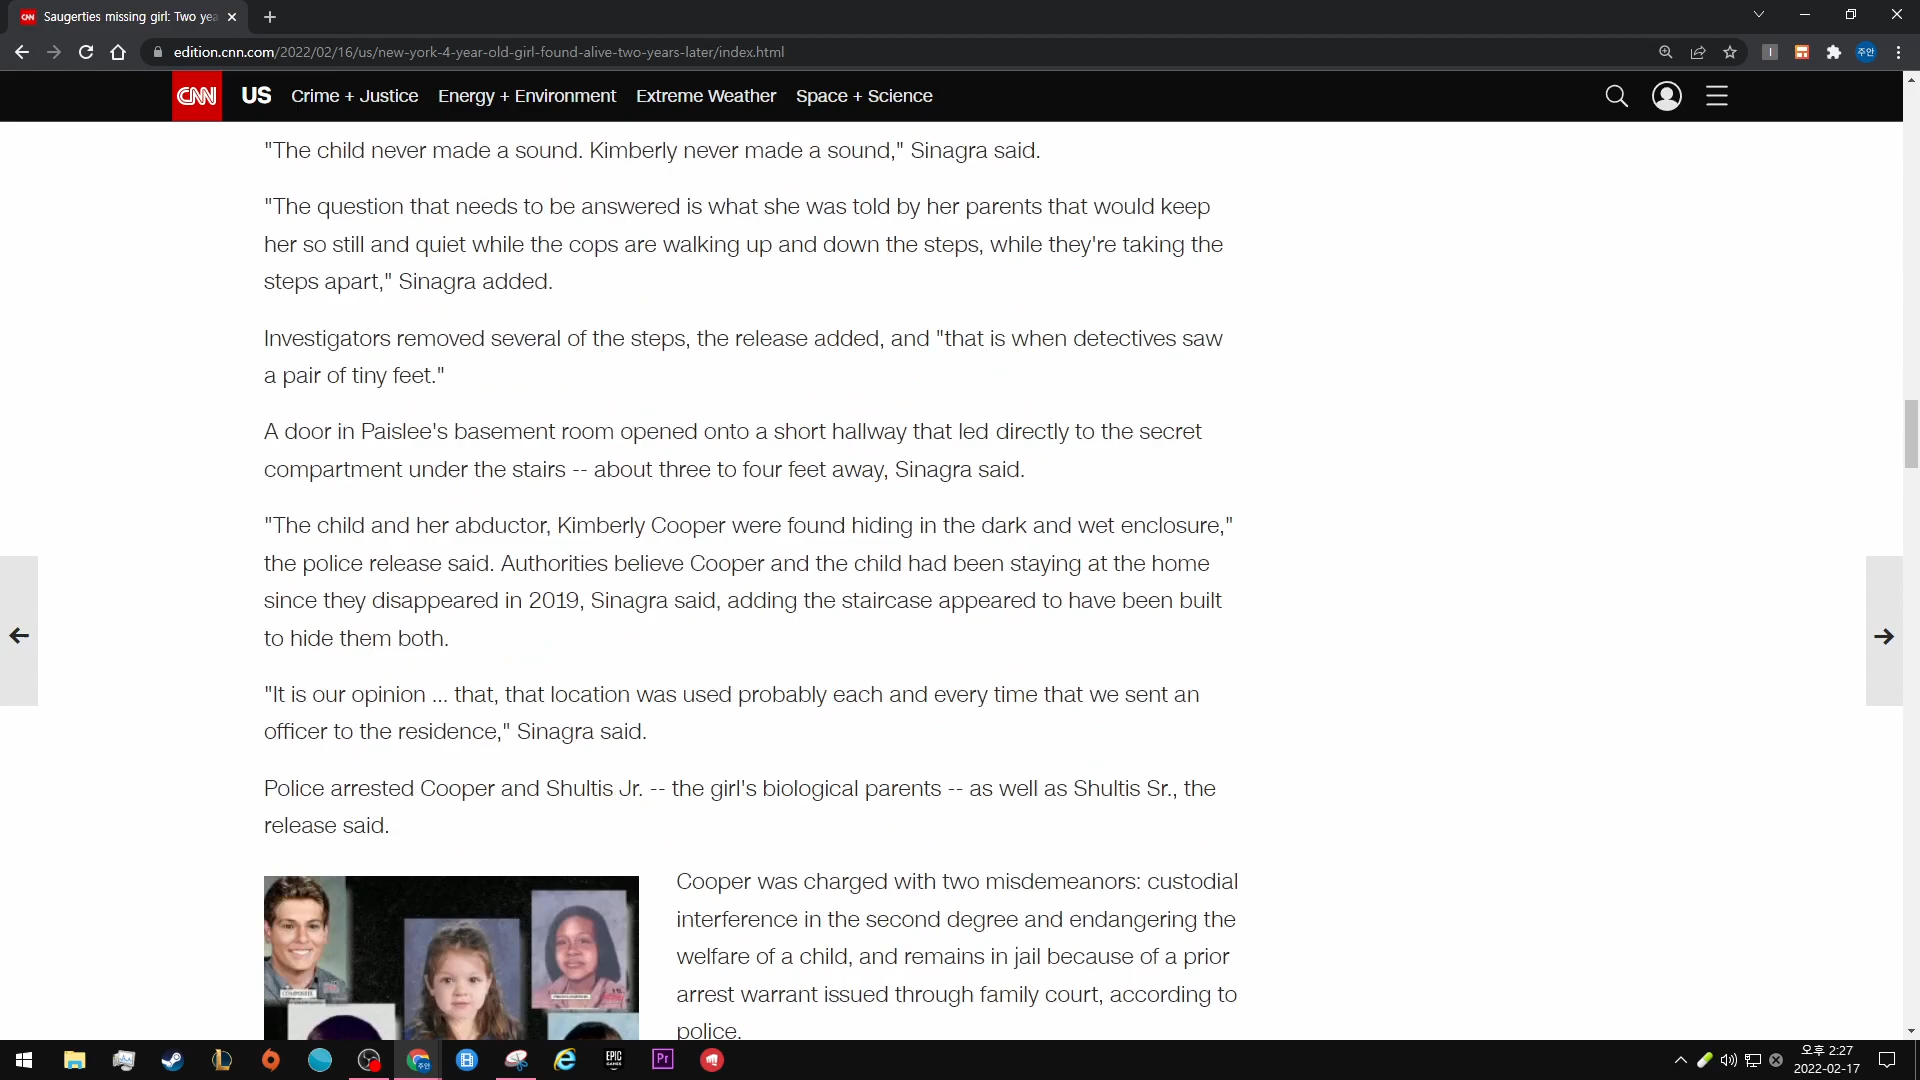 CNN Saugerties missing girl: Two yea
edition.cnn.com/2022/02/16/us/new-york-4-year-old-girl-found-alive-two-years-later/index.html
주안
CNN US Crime + Justice Energy + Environment Extreme Weather Space + Science
"The child never made a sound. Kimberly never made a sound," Sinagra said.
"The question that needs to be answered is what she was told by her parents that would keep
her so still and quiet while the cops are walking up and down the steps, while they're taking the
steps apart," Sinagra added.
Investigators removed several of the steps, the release added, and "that is when detectives saw
a pair of tiny feet."
A door in Paislee's basement room opened onto a short hallway that led directly to the secret
compartment under the stairs -- about three to four feet away, Sinagra said.
"The child and her abductor, Kimberly Cooper were found hiding in the dark and wet enclosure,"
the police release said. Authorities believe Cooper and the child had been staying at the home
since they disappeared in 2019, Sinagra said, adding the staircase appeared to have been built
to hide them both.
"It is our opinion ... that, that location was used probably each and every time that we sent an
officer to the residence," Sinagra said.
Police arrested Cooper and Shultis Jr. -- the girl's biological parents -- as well as Shultis Sr., the
release said.
Cooper was charged with two misdemeanors: custodial
interference in the second degree and endangering the
welfare of a child, and remains in jail because of a prior
arrest warrant issued through family court, according to
police.
EPIC
GAMES
Pr
오후 2:27
2022-02-17